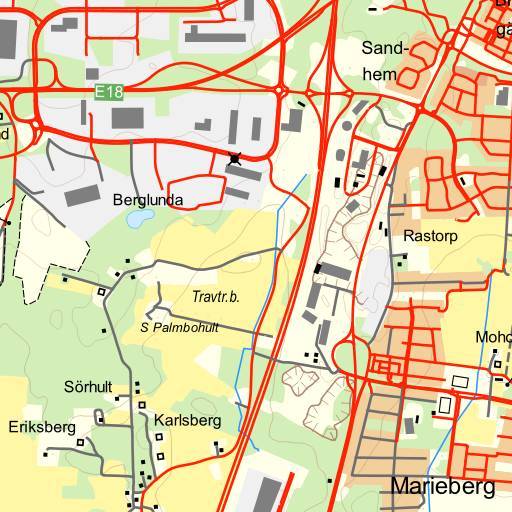 Sand-
hem
E18
Berglunda
Rastorp
Travtr.b.
S Palmbohult
Sörhult
Karlsberg
Eriksberg
Marieberg